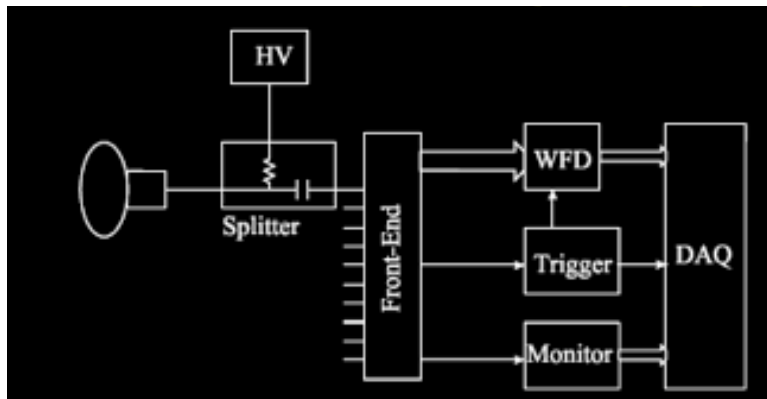 HV
Splitter
Front-End
WFD
Trigger
Monitor
DAQ